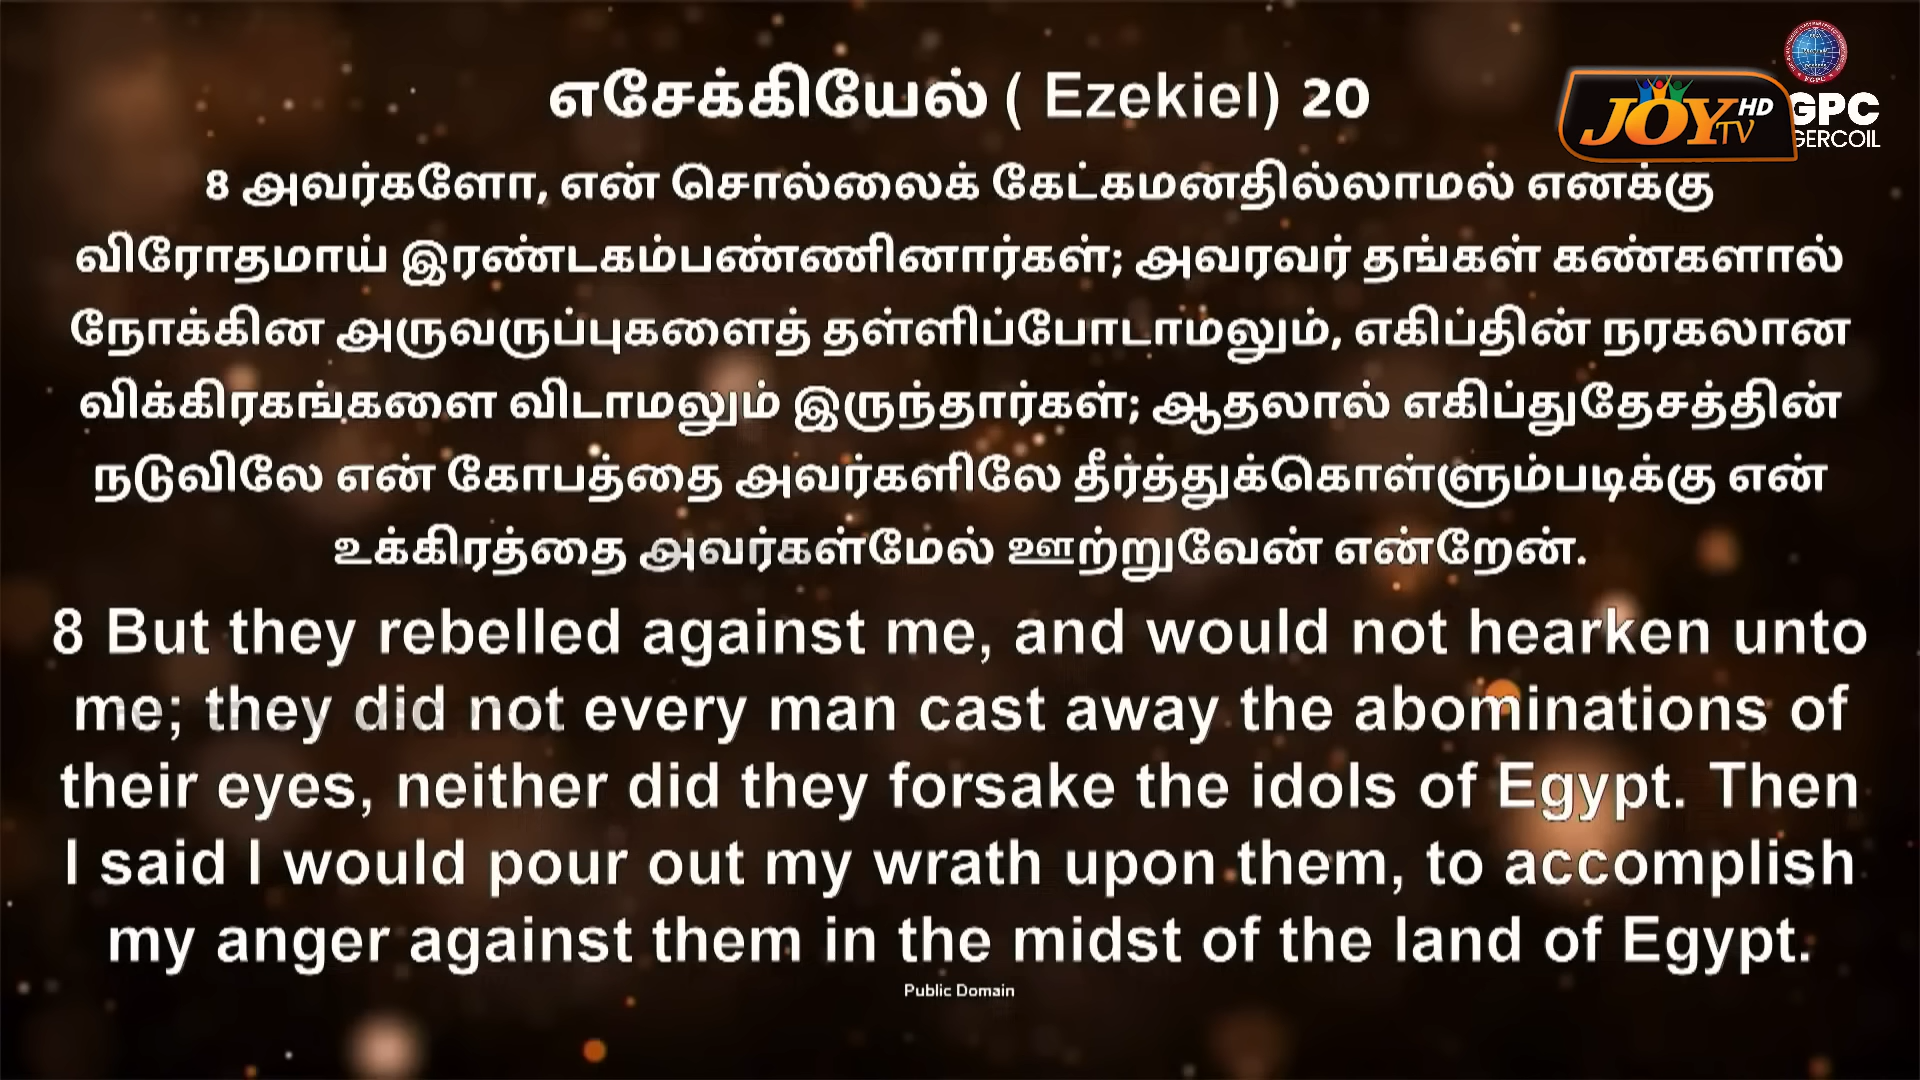 எசேக்கியேல் ( Ezekiel) 20
JOY TV HD
GPC
GERCOIL
8 அவர்களோ, என் சொல்லைக் கேட்கமனதில்லாமல் எனக்கு
விரோதமாய் இரண்டகம்பண்ணினார்கள்; அவரவர் தங்கள் கண்களால்
நோக்கின அருவருப்புகளைத் தள்ளிப்போடாமலும், எகிப்தின் நரகலான
விக்கிரகங்களை விடாமலும் இருந்தார்கள்; ஆதலால் எகிப்துதேசத்தின்
நடுவிலே என் கோபத்தை அவர்களிலே தீர்த்துக்கொள்ளும்படிக்கு என்
உக்கிரத்தை அவர்கள்மேல் ஊற்றுவேன் என்றேன்.
8 But they rebelled against me, and would not hearken unto
me; they did not every man cast away the abominations of
their eyes, neither did they forsake the idols of Egypt. Then
I said I would pour out my wrath upon them, to accomplish
my anger against them in the midst of the land of Egypt.
Public Domain